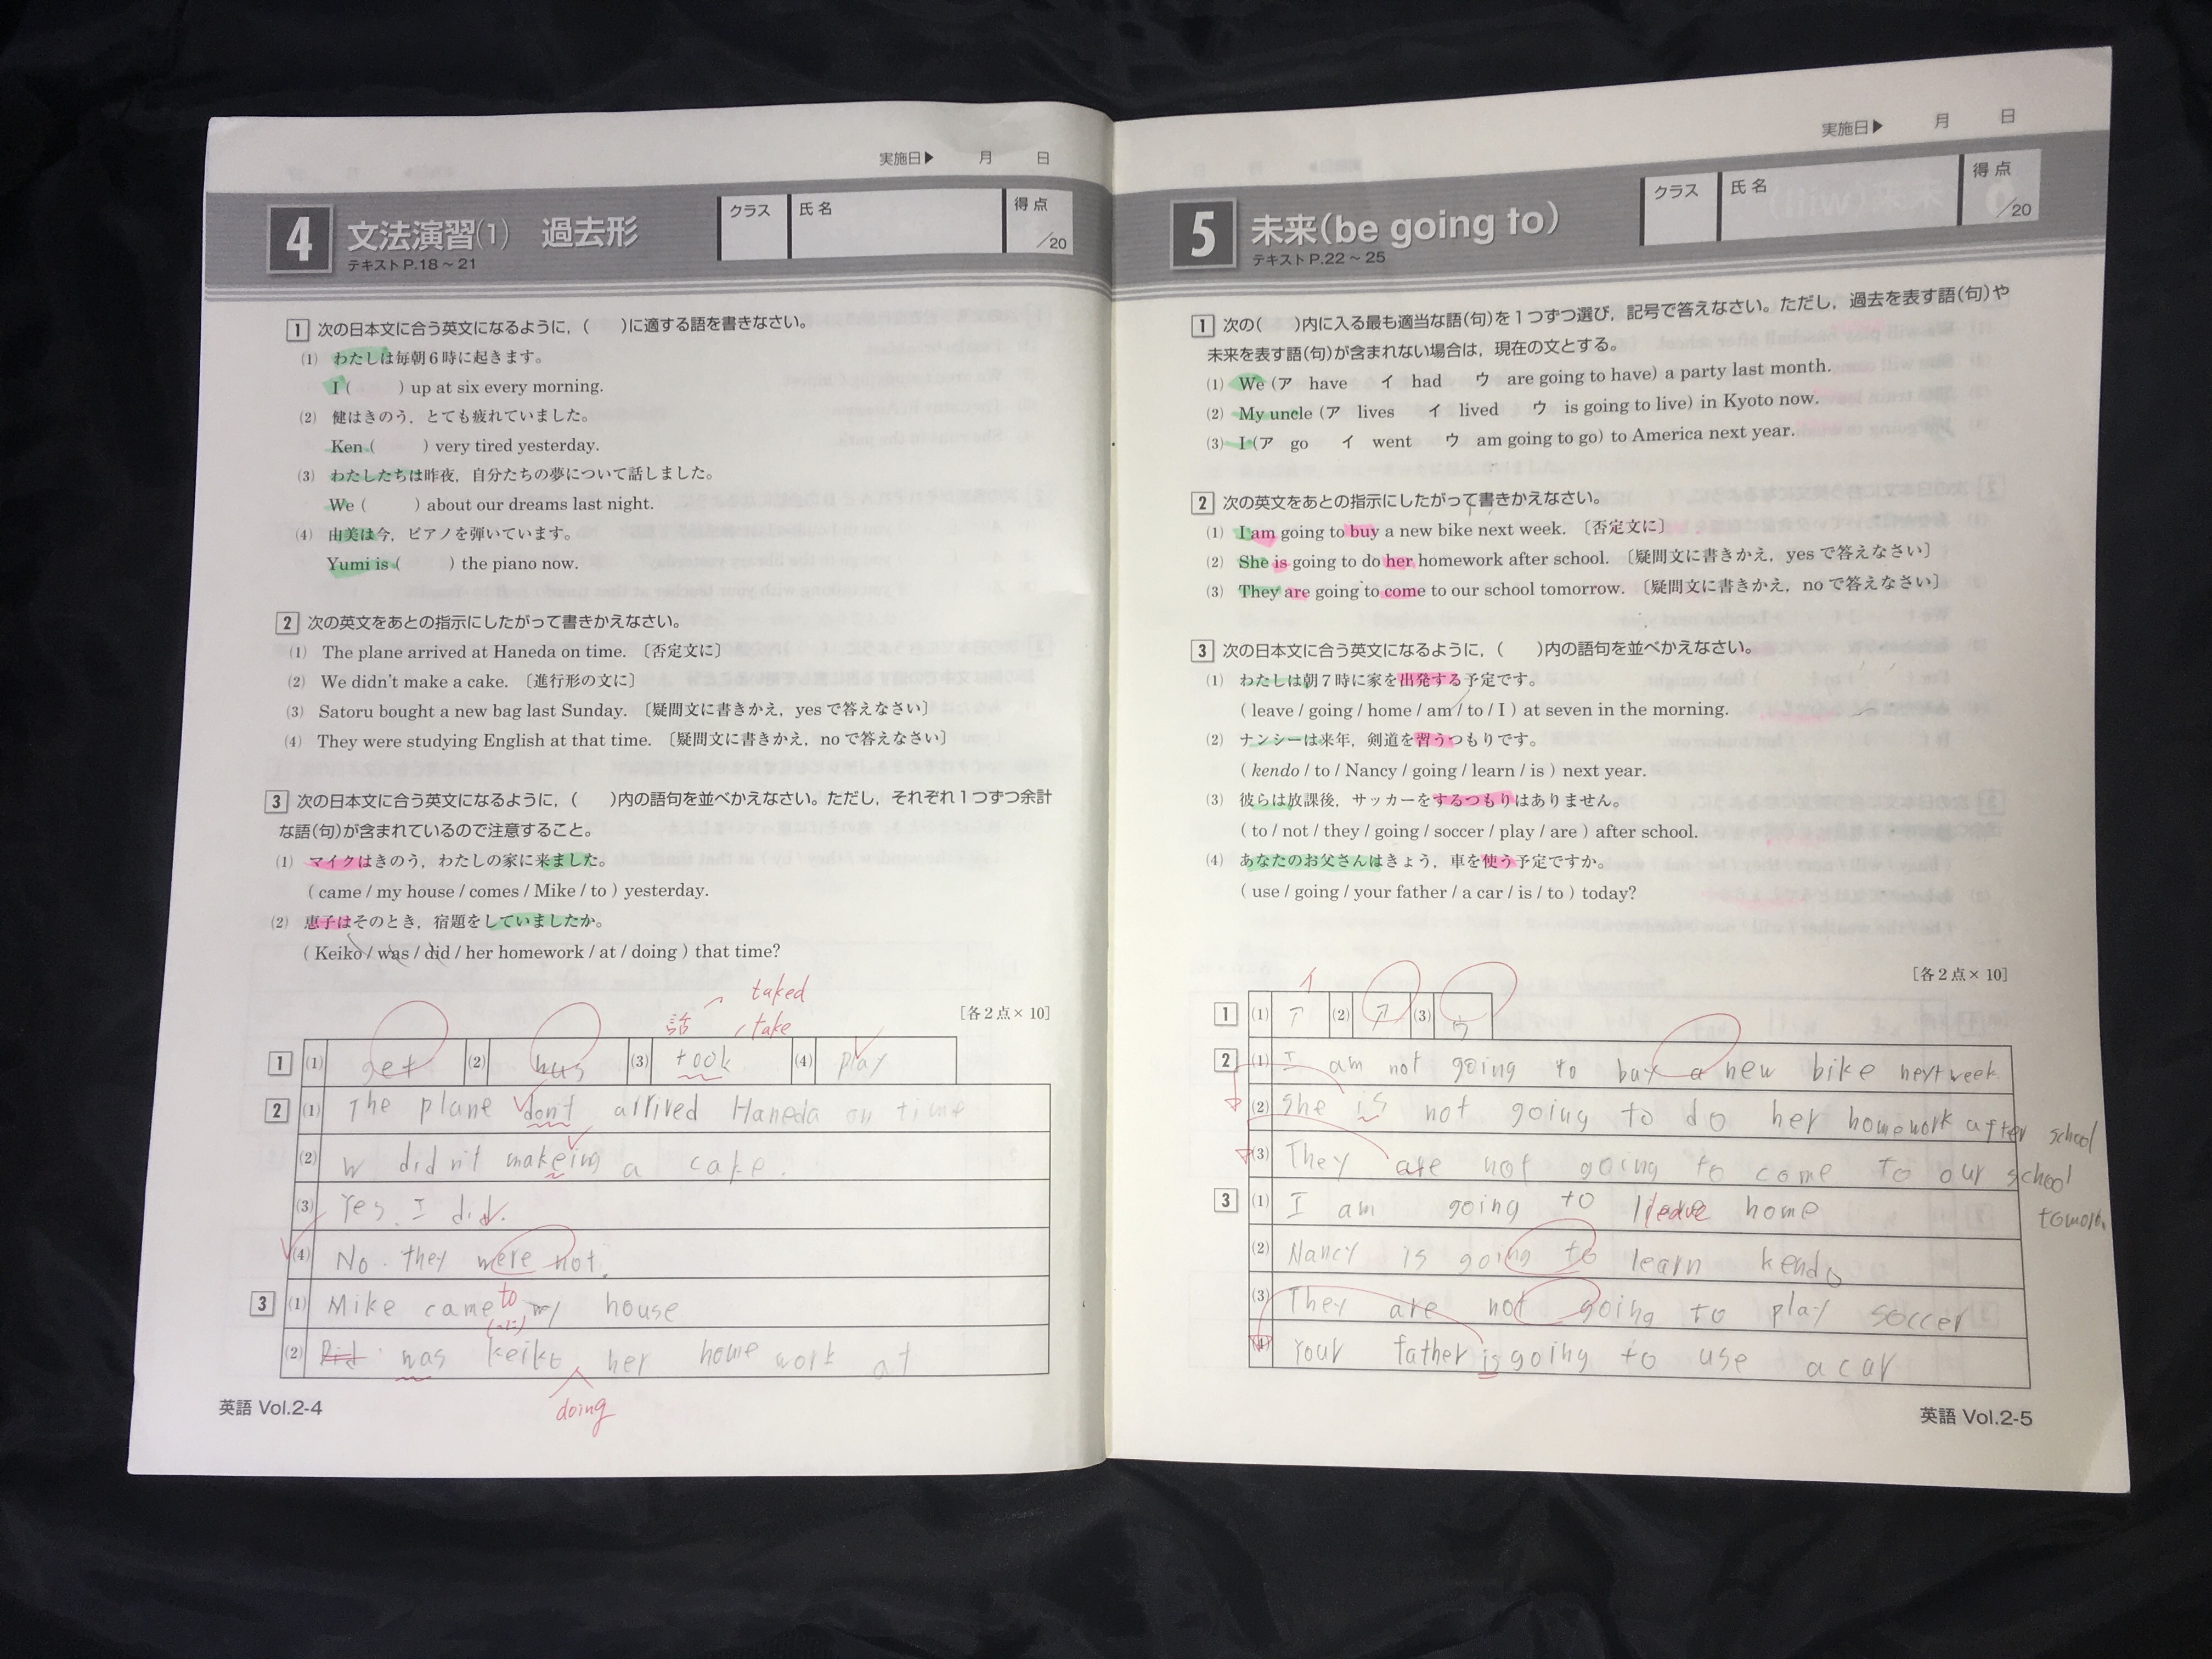 実施日▶ 月 日
4 文法演習(1) 過去形
テキストP.18~21
クラス 氏名 得点 /20
1 次の日本文に合う英文になるように,( )に適する語を書きなさい。
(1) わたしは毎朝6時に起きます。
I ( ) up at six every morning.
(2) 健はきのう,とても疲れていました。
Ken ( ) very tired yesterday.
(3) わたしたちは昨夜,自分たちの夢について話しました。
We ( ) about our dreams last night.
(4) 由美は今,ピアノを弾いています。
Yumi is ( ) the piano now.
2 次の英文をあとの指示にしたがって書きかえなさい。
(1) The plane arrived at Haneda on time. 〔否定文に〕
(2) We didn't make a cake. 〔進行形の文に〕
(3) Satoru bought a new bag last Sunday. 〔疑問文に書きかえ,yesで答えなさい〕
(4) They were studying English at that time. 〔疑問文に書きかえ,noで答えなさい〕
3 次の日本文に合う英文になるように,( )内の語句を並べかえなさい。ただし,それぞれ1つずつ余計
な語(句)が含まれているので注意すること。
(1) マイクはきのう,わたしの家に来ました。
( came / my house / comes / Mike / to ) yesterday.
(2) 恵子はそのとき,宿題をしていましたか。
( Keiko / was / did / her homework / at / doing ) that time?
taked
話 take
[各2点×10]
1 (1) get (2) (3) took (4) play
2 (1) The plane don't arrived Haneda on time
(2) w didn't makeing a cake.
(3) Yes. I did.
(4) No. they were not.
3 (1) Mike came to my house
(2) Did was keiko her home work at
doing
英語 Vol.2-4
実施日▶ 月 日
5 未来(be going to)
テキストP.22~25
クラス 氏名 得点 /20
1 次の( )内に入る最も適当な語(句)を1つずつ選び,記号で答えなさい。ただし,過去を表す語(句)や
未来を表す語(句)が含まれない場合は,現在の文とする。
(1) We (ア have イ had ウ are going to have) a party last month.
(2) My uncle (ア lives イ lived ウ is going to live) in Kyoto now.
(3) I (ア go イ went ウ am going to go) to America next year.
2 次の英文をあとの指示にしたがって書きかえなさい。
(1) I am going to buy a new bike next week. 〔否定文に〕
(2) She is going to do her homework after school. 〔疑問文に書きかえ,yesで答えなさい〕
(3) They are going to come to our school tomorrow. 〔疑問文に書きかえ,noで答えなさい〕
3 次の日本文に合う英文になるように,( )内の語句を並べかえなさい。
(1) わたしは朝7時に家を出発する予定です。
( leave / going / home / am / to / I ) at seven in the morning.
(2) ナンシーは来年,剣道を習うつもりです。
( kendo / to / Nancy / going / learn / is ) next year.
(3) 彼らは放課後,サッカーをするつもりはありません。
( to / not / they / going / soccer / play / are ) after school.
(4) あなたのお父さんはきょう,車を使う予定ですか。
( use / going / your father / a car / is / to ) today?
[各2点×10]
イ
1 (1) ア (2) ア (3) ウ
2 (1) I am not going to buy a new bike next week.
(2) She is not going to do her homework after school
(3) They are not going to come to our school
3 (1) I am going to leave home
(2) Nancy is going to learn kendo
(3) They are not going to play soccer
(4) Your father is going to use a car
英語 Vol.2-5